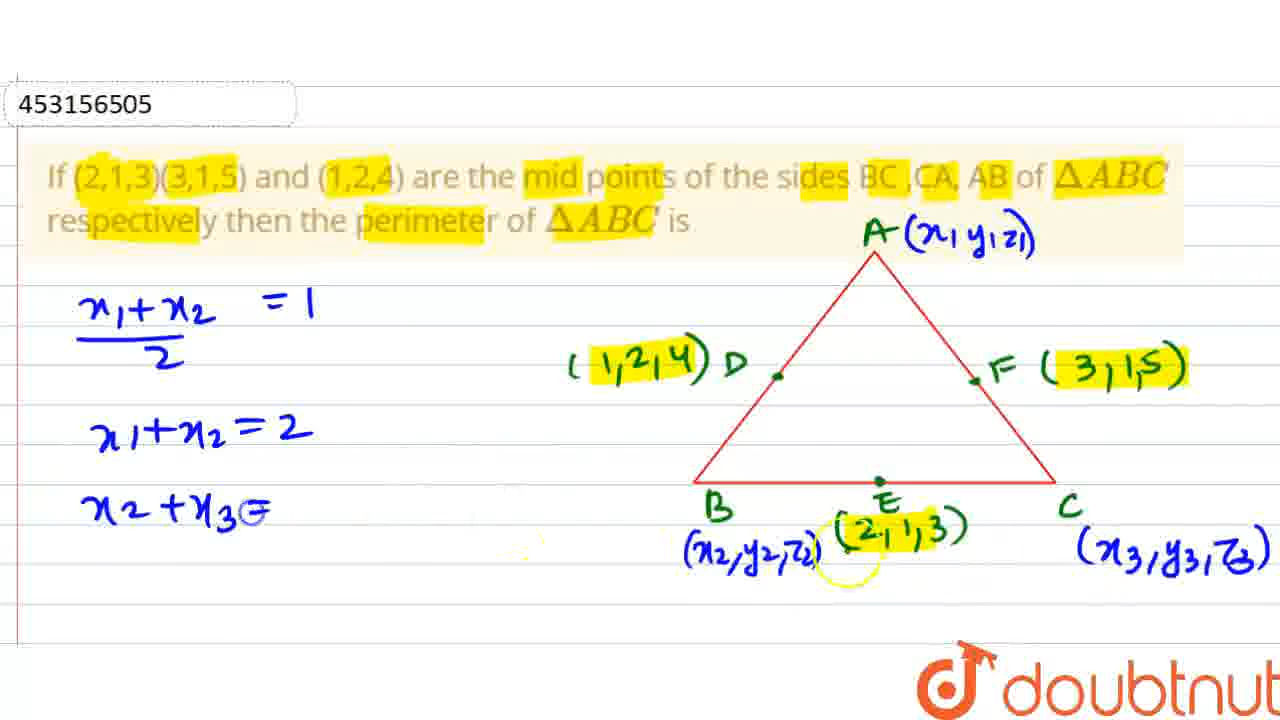 453156505
If (2,1,3)(3,1,5) and (1,2,4) are the mid points of the sides BC ,CA, AB of ΔABC
respectively then the perimeter of ΔABC is
A (x₁ y₁ z₁)
x₁ + x₂ = 1
2
(1,2,4) D
F (3,1,5)
x₁ + x₂ = 2
x₂ + x₃ =
B
E
C
(2,1,3)
(x₂, y₂, z₂)
(x₃, y₃, z₃)
doubtnut